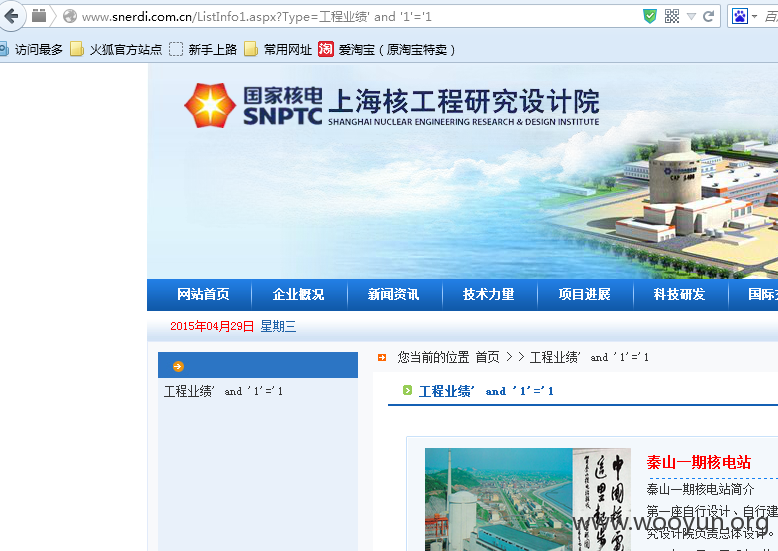 www.snerdi.com.cn/ListInfo1.aspx?Type=工程业绩' and '1'='1
访问最多 火狐官方站点 新手上路 常用网址 淘 爱淘宝（原淘宝特卖）
国家核电 上海核工程研究设计院
SNPTC SHANGHAI NUCLEAR ENGINEERING RESEARCH & DESIGN INSTITUTE
网站首页 企业概况 新闻资讯 技术力量 项目进展 科技研发 国际
2015年04月29日 星期三
您当前的位置 首页 > > 工程业绩' and '1'='1
工程业绩' and '1'='1
工程业绩' and '1'='1
秦山一期核电站
秦山一期核电站简介
第一座自行设计、自行建
究设计院负责总体设计。
中国核
这里起步
www.wooyun.org